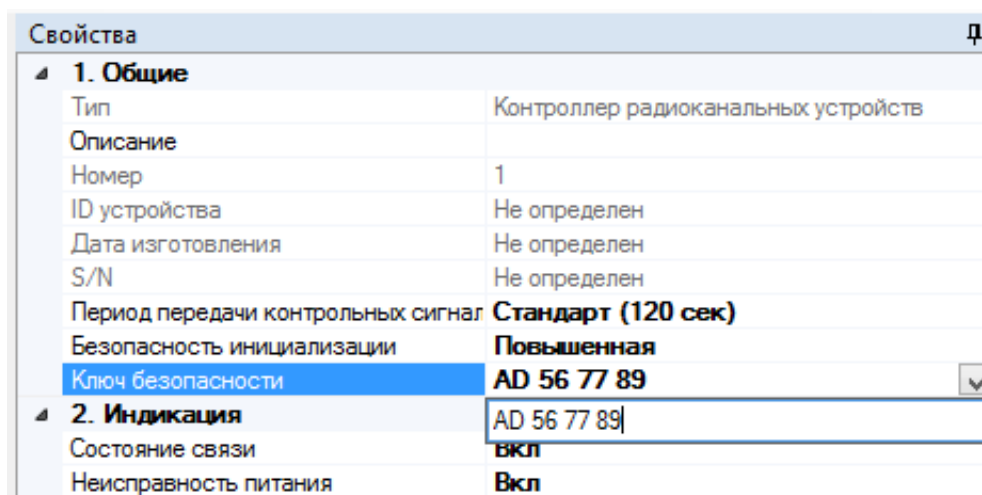 Свойства
1. Общие
Тип Контроллер радиоканальных устройств
Описание
Номер 1
ID устройства Не определен
Дата изготовления Не определен
S/N Не определен
Период передачи контрольных сигнал Стандарт (120 сек)
Безопасность инициализации Повышенная
Ключ безопасности AD 56 77 89
2. Индикация AD 56 77 89
Состояние связи Вкл
Неисправность питания Вкл